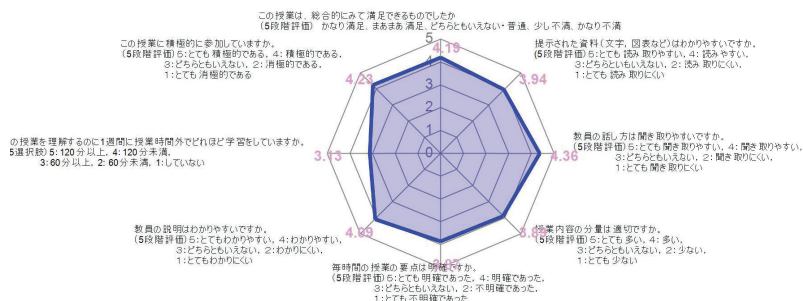 この授業は、総合的にみて満足できるものでしたか
(5段階評価) かなり満足、まあまあ満足、どちらともいえない・普通、少し不満、かなり不満
5
4.19
4
3
2
1
0
提示された資料(文字, 図表など)はわかりやすいですか。
(5段階評価) 5:とても読み取りやすい, 4: 読みやすい,
3:どちらともいえない, 2: 読み取りにくい,
1:とても読み取りにくい
3.94
教員の話し方は聞き取りやすいですか。
(5段階評価) 5:とても聞き取りやすい, 4: 聞き取りやすい,
3:どちらともいえない, 2: 聞き取りにくい,
1:とても聞き取りにくい
4.36
授業内容の分量は適切ですか。
(5段階評価) 5:とても多い, 4: 多い,
3:どちらともいえない, 2: 少ない.
1:とても少ない
毎時間の授業の要点は明確ですか。
(5段階評価) 5:とても明確であった, 4: 明確であった,
3:どちらともいえない, 2: 不明確であった,
1:とても不明確であった
教員の説明はわかりやすいですか。
(5段階評価) 5:とてもわかりやすい, 4: わかりやすい,
3:どちらともいえない, 2: わかりにくい,
1:とてもわかりにくい
4.09
の授業を理解するのに1週間に授業時間外でどれほど学習をしていますか。
5選択肢) 5: 120分以上, 4: 120分未満,
3: 60分以上, 2: 60分未満, 1:していない
3.13
この授業に積極的に参加していますか。
(5段階評価) 5:とても積極的である, 4: 積極的である,
3:どちらともいえない, 2: 消極的である,
1:とても消極的である
4.23